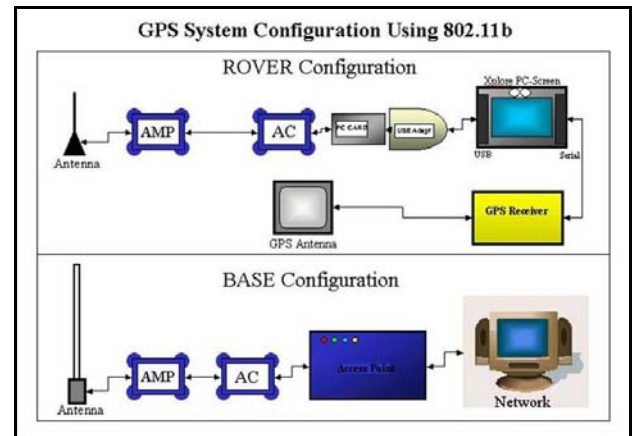 GPS System Configuration Using 802.11b
ROVER Configuration
Xplore PC-Screen
AMP
AC
PC-CARD
USB Adapt
Antenna
USB
Serial
GPS Receiver
GPS Antenna
BASE Configuration
Access Point
AMP
AC
Antenna
Network